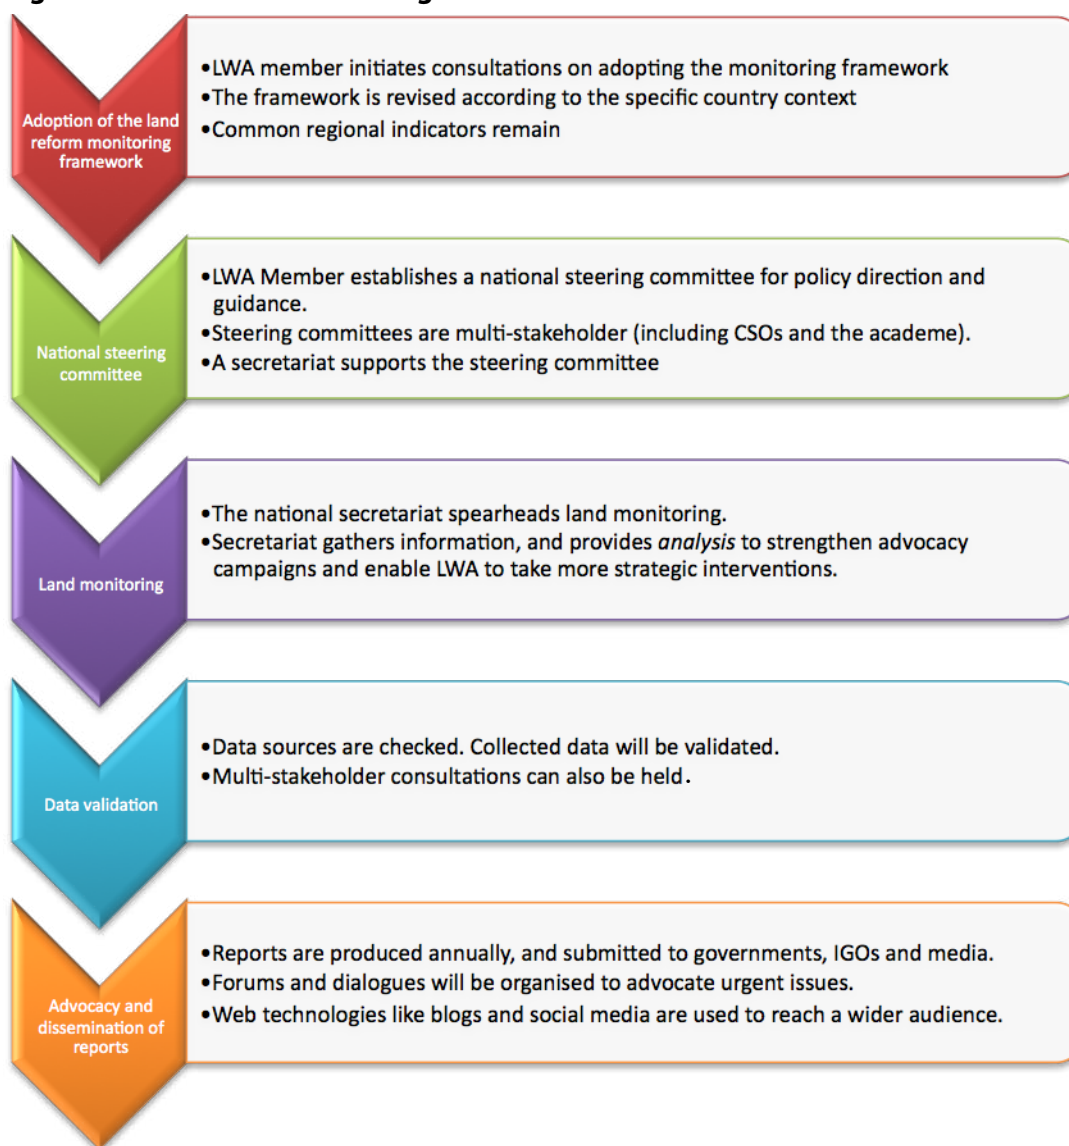 Adoption of the land
reform monitoring
framework
•LWA member initiates consultations on adopting the monitoring framework
•The framework is revised according to the specific country context
•Common regional indicators remain
National steering
committee
•LWA Member establishes a national steering committee for policy direction and
guidance.
•Steering committees are multi-stakeholder (including CSOs and the academe).
•A secretariat supports the steering committee
Land monitoring
•The national secretariat spearheads land monitoring.
•Secretariat gathers information, and provides analysis to strengthen advocacy
campaigns and enable LWA to take more strategic interventions.
Data validation
•Data sources are checked. Collected data will be validated.
•Multi-stakeholder consultations can also be held.
Advocacy and
dissemination of
reports
•Reports are produced annually, and submitted to governments, IGOs and media.
•Forums and dialogues will be organised to advocate urgent issues.
•Web technologies like blogs and social media are used to reach a wider audience.